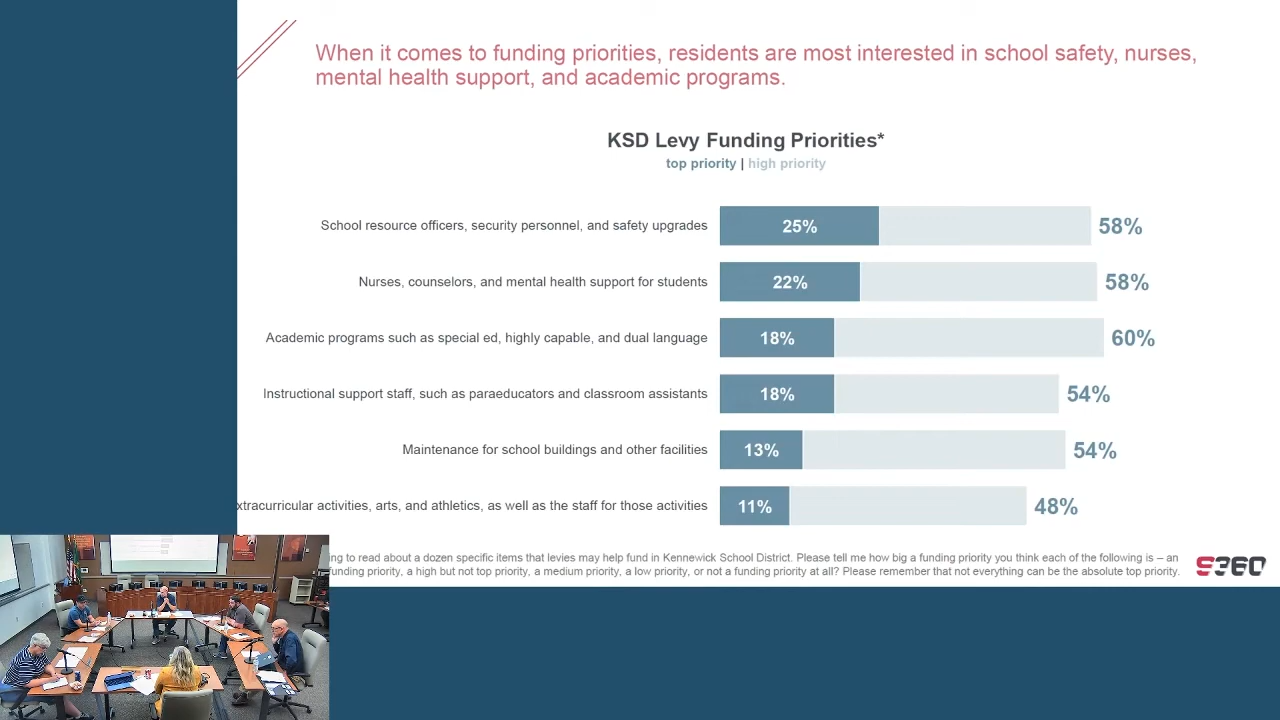 When it comes to funding priorities, residents are most interested in school safety, nurses,
mental health support, and academic programs.
KSD Levy Funding Priorities*
top priority | high priority
School resource officers, security personnel, and safety upgrades 25% 58%
Nurses, counselors, and mental health support for students 22% 58%
Academic programs such as special ed, highly capable, and dual language 18% 60%
Instructional support staff, such as paraeducators and classroom assistants 18% 54%
Maintenance for school buildings and other facilities 13% 54%
xtracurricular activities, arts, and athletics, as well as the staff for those activities 11% 48%
ng to read about a dozen specific items that levies may help fund in Kennewick School District. Please tell me how big a funding priority you think each of the following is – an
funding priority, a high but not top priority, a medium priority, a low priority, or not a funding priority at all? Please remember that not everything can be the absolute top priority.
S360